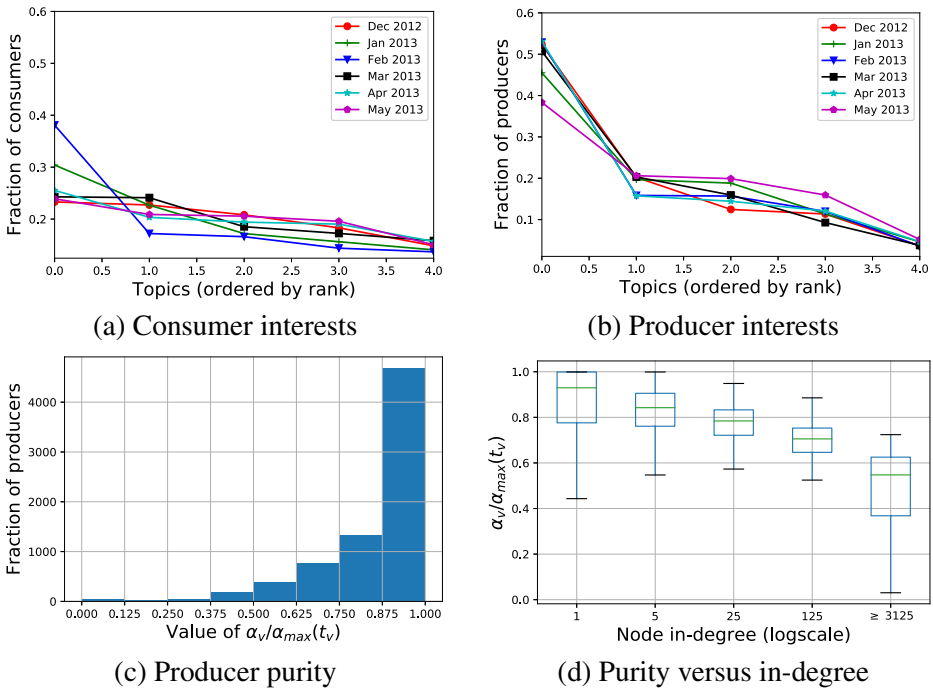 0.6
0.5
0.4
0.3
0.2
Fraction of consumers
Dec 2012
Jan 2013
Feb 2013
Mar 2013
Apr 2013
May 2013
0.0 0.5 1.0 1.5 2.0 2.5 3.0 3.5 4.0
Topics (ordered by rank)
(a) Consumer interests
0.6
0.5
0.4
0.3
0.2
0.1
Fraction of producers
Dec 2012
Jan 2013
Feb 2013
Mar 2013
Apr 2013
May 2013
0.0 0.5 1.0 1.5 2.0 2.5 3.0 3.5 4.0
Topics (ordered by rank)
(b) Producer interests
4000
3000
2000
1000
0
Fraction of producers
0.000 0.125 0.250 0.375 0.500 0.625 0.750 0.875 1.000
Value of α_v/α_max(t_v)
(c) Producer purity
1.0
0.8
0.6
0.4
0.2
0.0
α_v/α_max(t_v)
1 5 25 125 ≥ 3125
Node in-degree (logscale)
(d) Purity versus in-degree